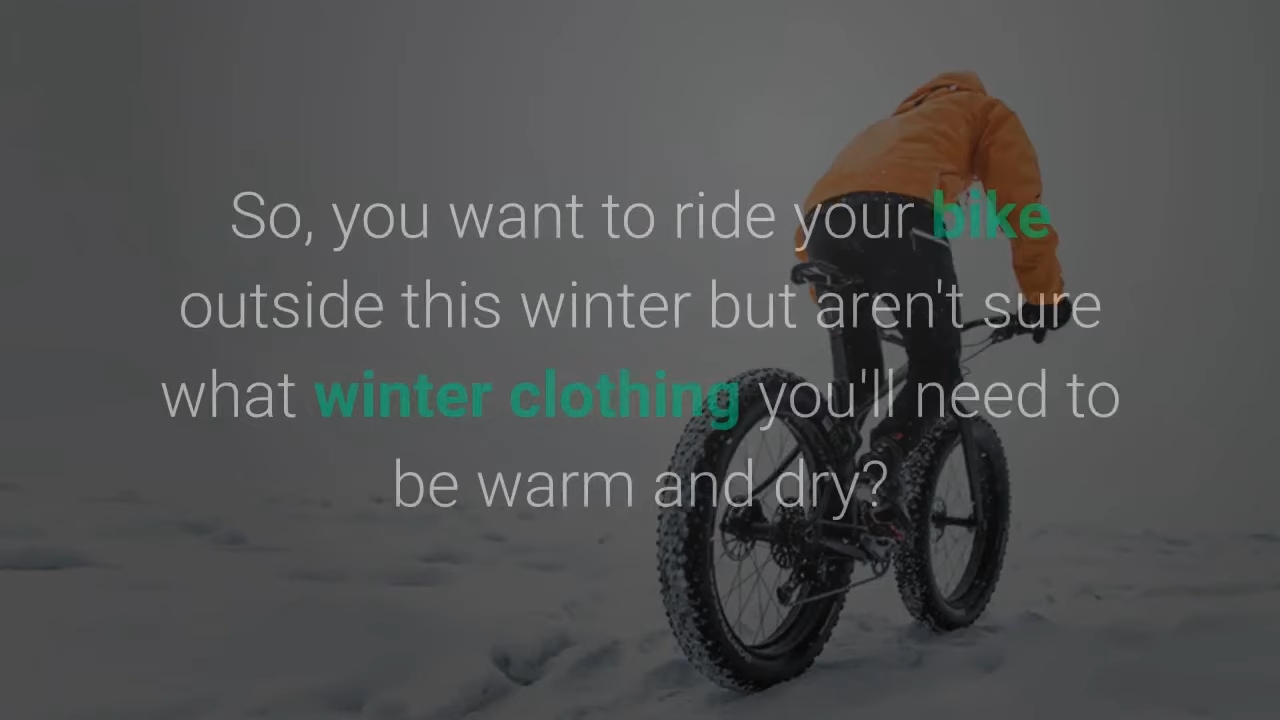 So, you want to ride your bike
outside this winter but aren't sure
what winter clothing you'll need to
be warm and dry?